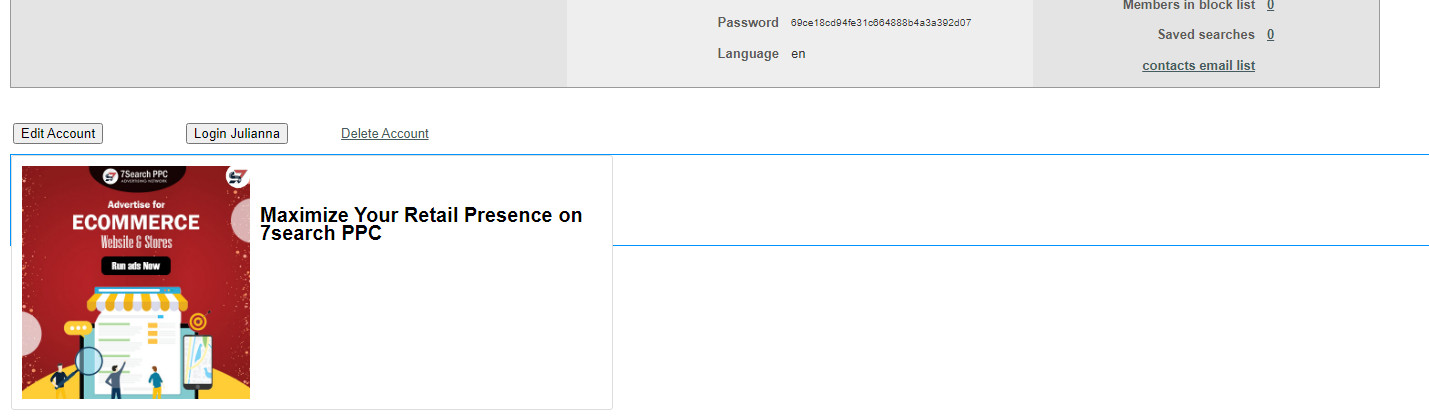 Members in block list 0
Password 69ce18cd94fe31c664888b4a3a392d07
Saved searches 0
Language en
contacts email list
Edit Account Login Julianna Delete Account
7Search PPC
ADVERTISING NETWORK
Advertise for
ECOMMERCE
Website & Stores
Run ads Now
Maximize Your Retail Presence on
7search PPC